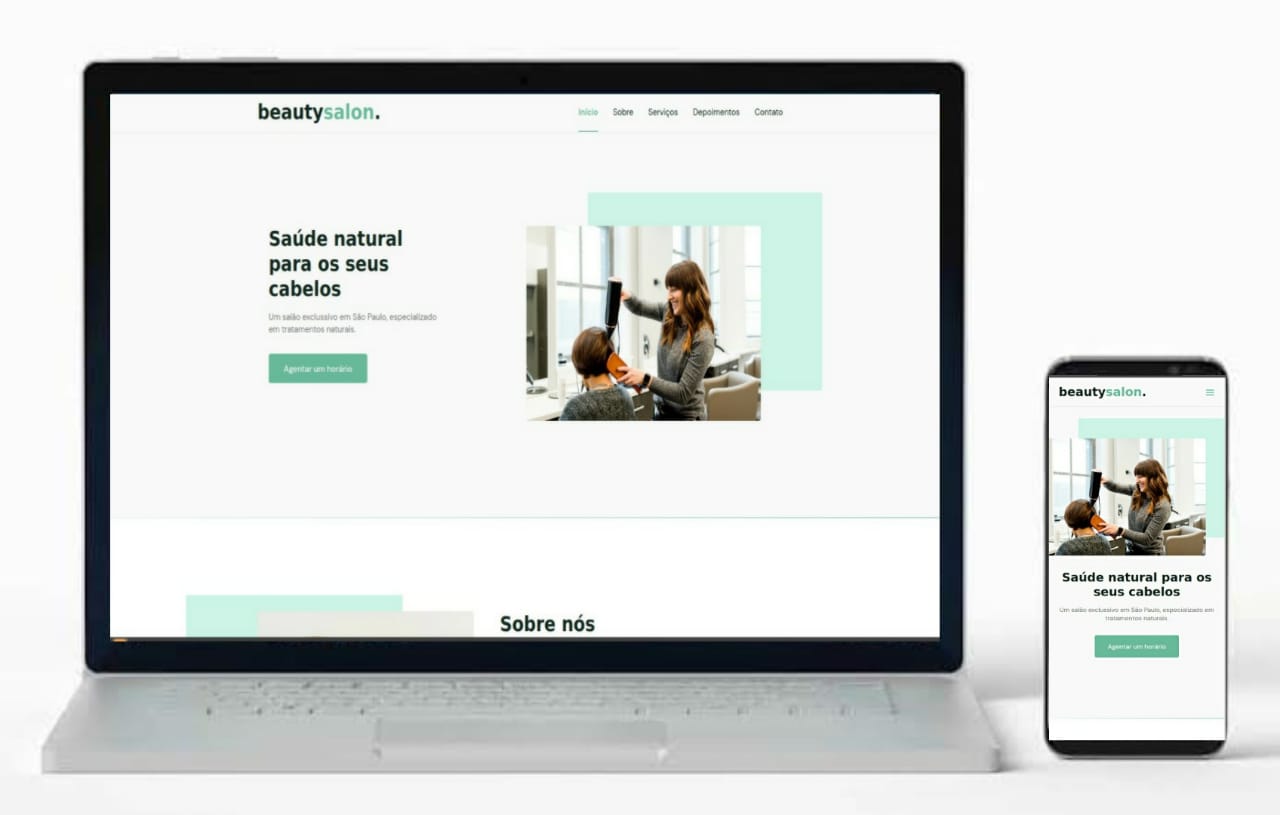 beautysalon.
Início Sobre Serviços Depoimentos Contato
Saúde natural
para os seus
cabelos
Um salão exclussivo em São Paulo, especializado
em tratamentos naturais.
Agentar um horário
Sobre nós
beautysalon.
Saúde natural para os
seus cabelos
Um salão exclussivo em São Paulo, especializado em
tratamentos naturais.
Agentar um horário